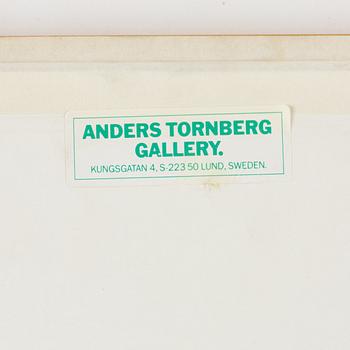 ANDERS TORNBERG
GALLERY.
KUNGSGATAN 4, S-223 50 LUND, SWEDEN.